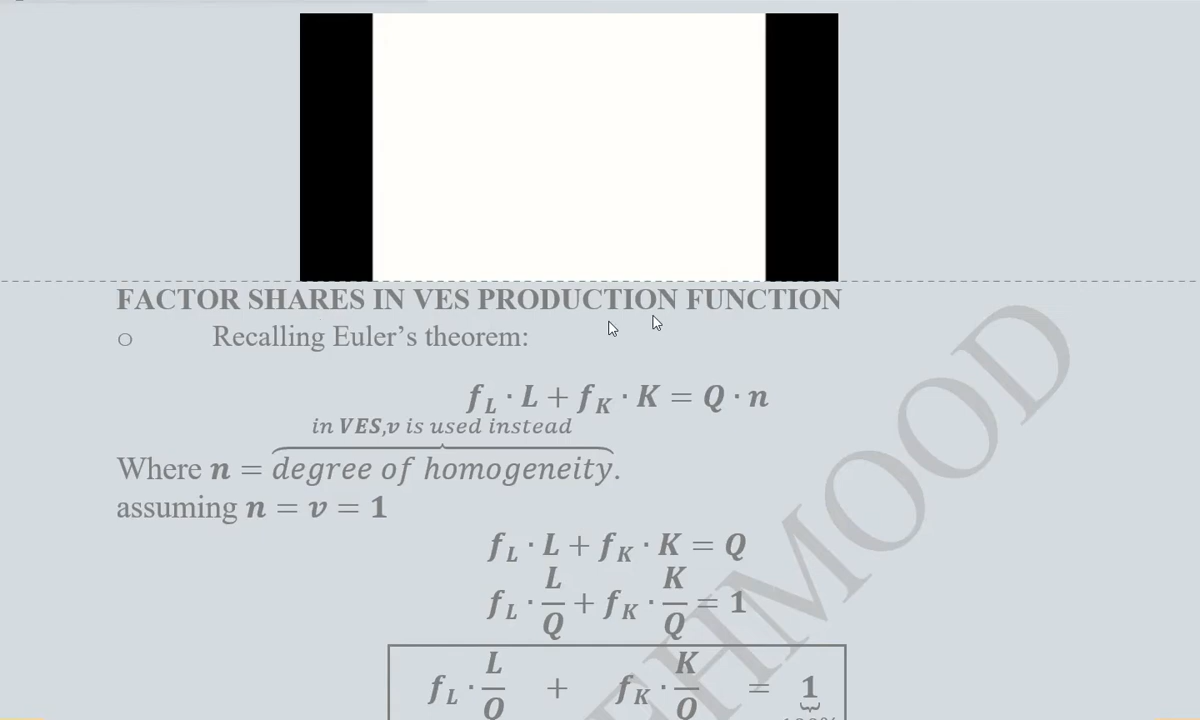 FACTOR SHARES IN VES PRODUCTION FUNCTION
○ Recalling Euler's theorem:
f_L · L + f_K · K = Q · n
in VES,v is used instead
Where n = degree of homogeneity.
assuming n = v = 1
f_L · L + f_K · K = Q
f_L · L/Q + f_K · K/Q = 1
f_L · L/Q + f_K · K/Q = 1